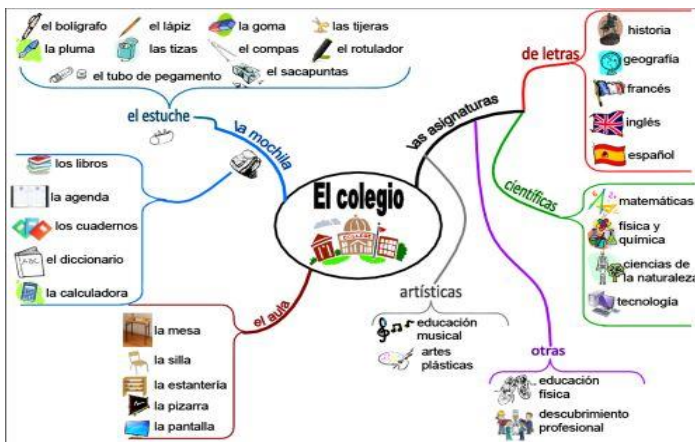 el bolígrafo
el lápiz
la goma
las tijeras
la pluma
las tizas
el compas
el rotulador
el tubo de pegamento
el sacapuntas
el estuche
la mochila
los libros
la agenda
los cuadernos
el diccionario
ABC
la calculadora
El colegio
COLLEGE
el aula
la mesa
la silla
la estantería
la pizarra
la pantalla
las asignaturas
de letras
historia
geografía
francés
inglés
español
científicas
matemáticas
física y
química
ciencias de
la naturaleza
tecnología
artísticas
educación
musical
artes
plásticas
otras
educación
física
descubrimiento
profesional